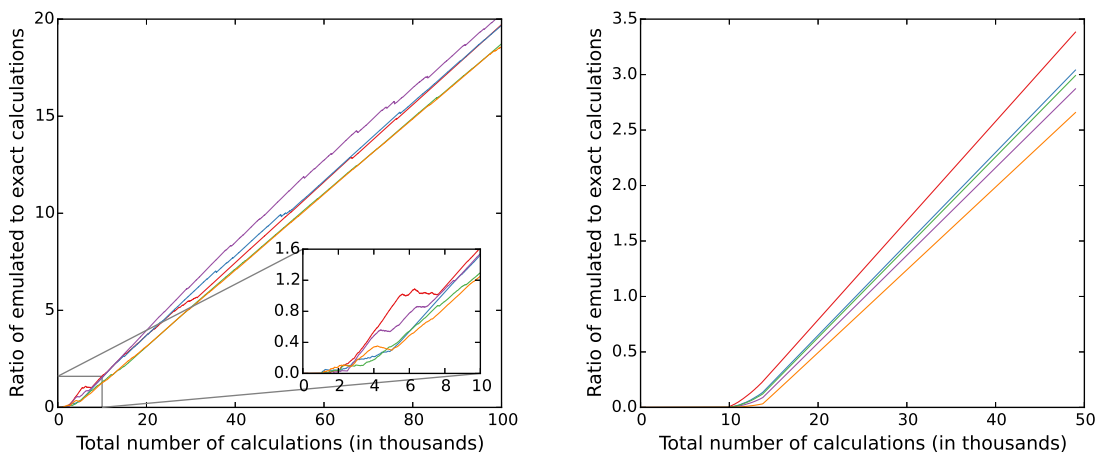 Ratio of emulated to exact calculations
20
15
10
5
0
0 20 40 60 80 100
Total number of calculations (in thousands)
1.6
1.2
0.8
0.4
0.0
0 2 4 6 8 10
Ratio of emulated to exact calculations
3.5
3.0
2.5
2.0
1.5
1.0
0.5
0.0
0 10 20 30 40 50
Total number of calculations (in thousands)